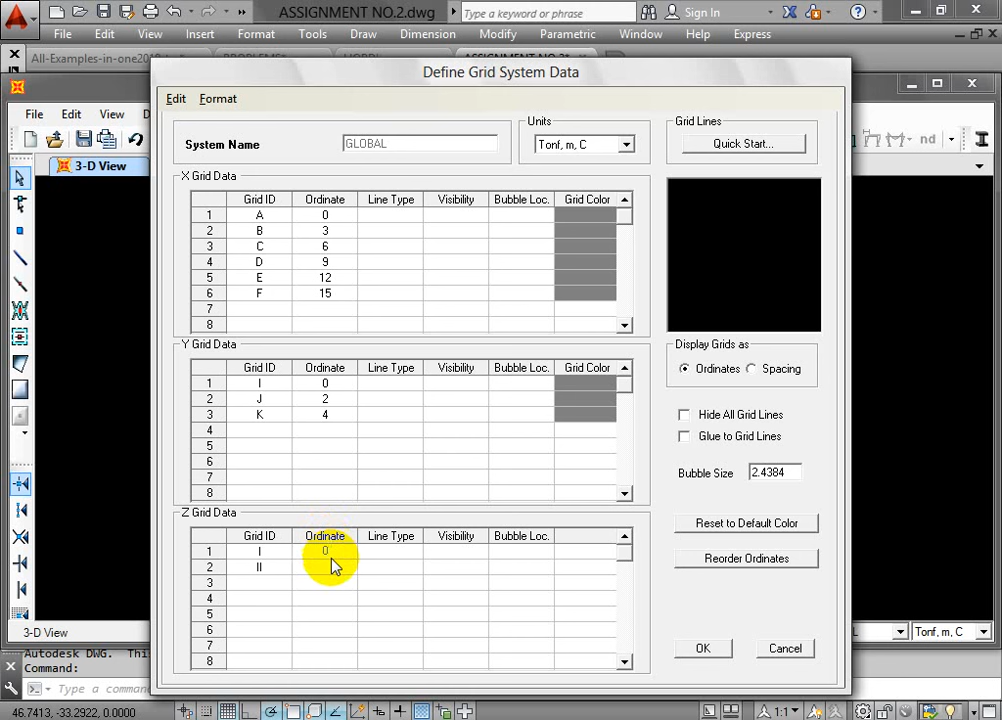 ASSIGNMENT NO.2.dwg
Type a keyword or phrase
Sign In
File Edit View Insert Format Tools Draw Dimension Modify Parametric Window Help Express
All-Examples-in-one201
Define Grid System Data
File Edit View D
3-D View
nd
Edit Format
System Name GLOBAL
Units
Tonf, m, C
Grid Lines
Quick Start...
X Grid Data
Grid ID Ordinate Line Type Visibility Bubble Loc. Grid Color
1 A 0
2 B 3
3 C 6
4 D 9
5 E 12
6 F 15
7
8
Y Grid Data
Grid ID Ordinate Line Type Visibility Bubble Loc. Grid Color
1 I 0
2 J 2
3 K 4
4
5
6
7
8
Display Grids as
Ordinates Spacing
Hide All Grid Lines
Glue to Grid Lines
Bubble Size 2.4384
Z Grid Data
Grid ID Ordinate Line Type Visibility Bubble Loc.
1 I 0
2 II
3
4
5
6
7
8
Reset to Default Color
Reorder Ordinates
OK Cancel
3-D View
L
Tonf, m, C
Autodesk DWG. Thi
Command:
Type a comma
46.7413, -33.2922, 0.0000
1:1